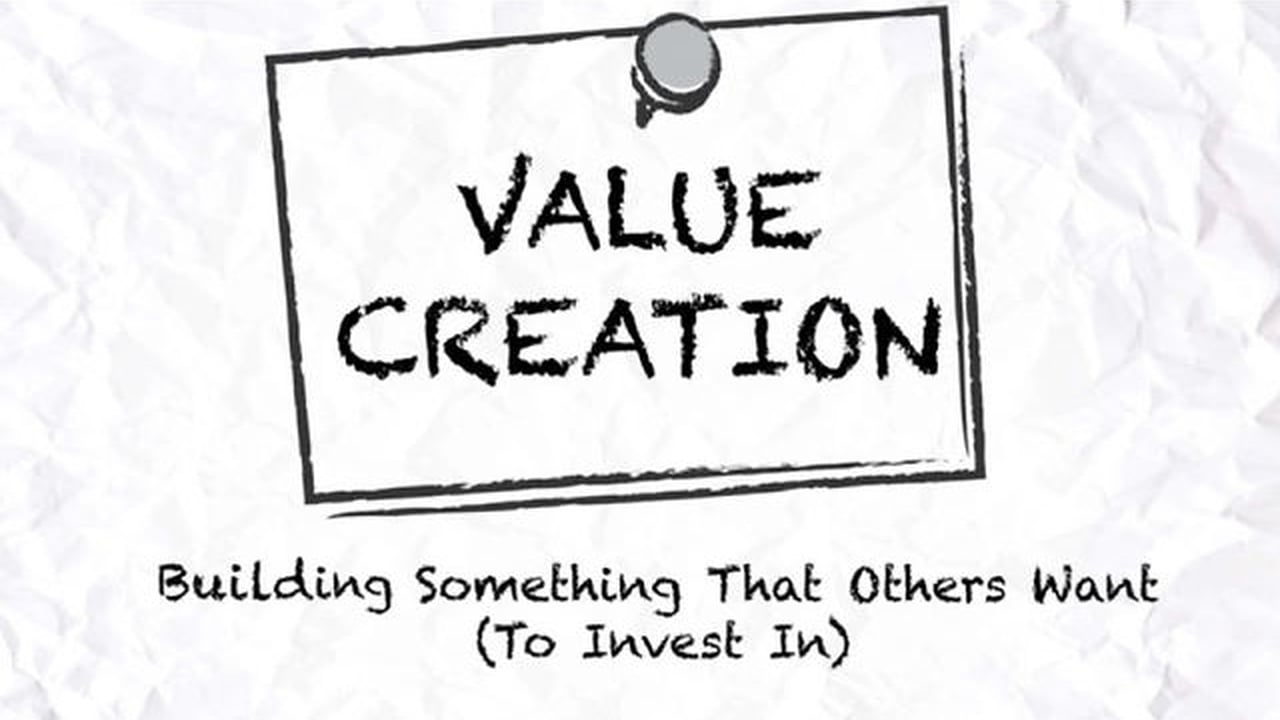 VALUE
CREATION
Building Something That Others Want
(To Invest In)